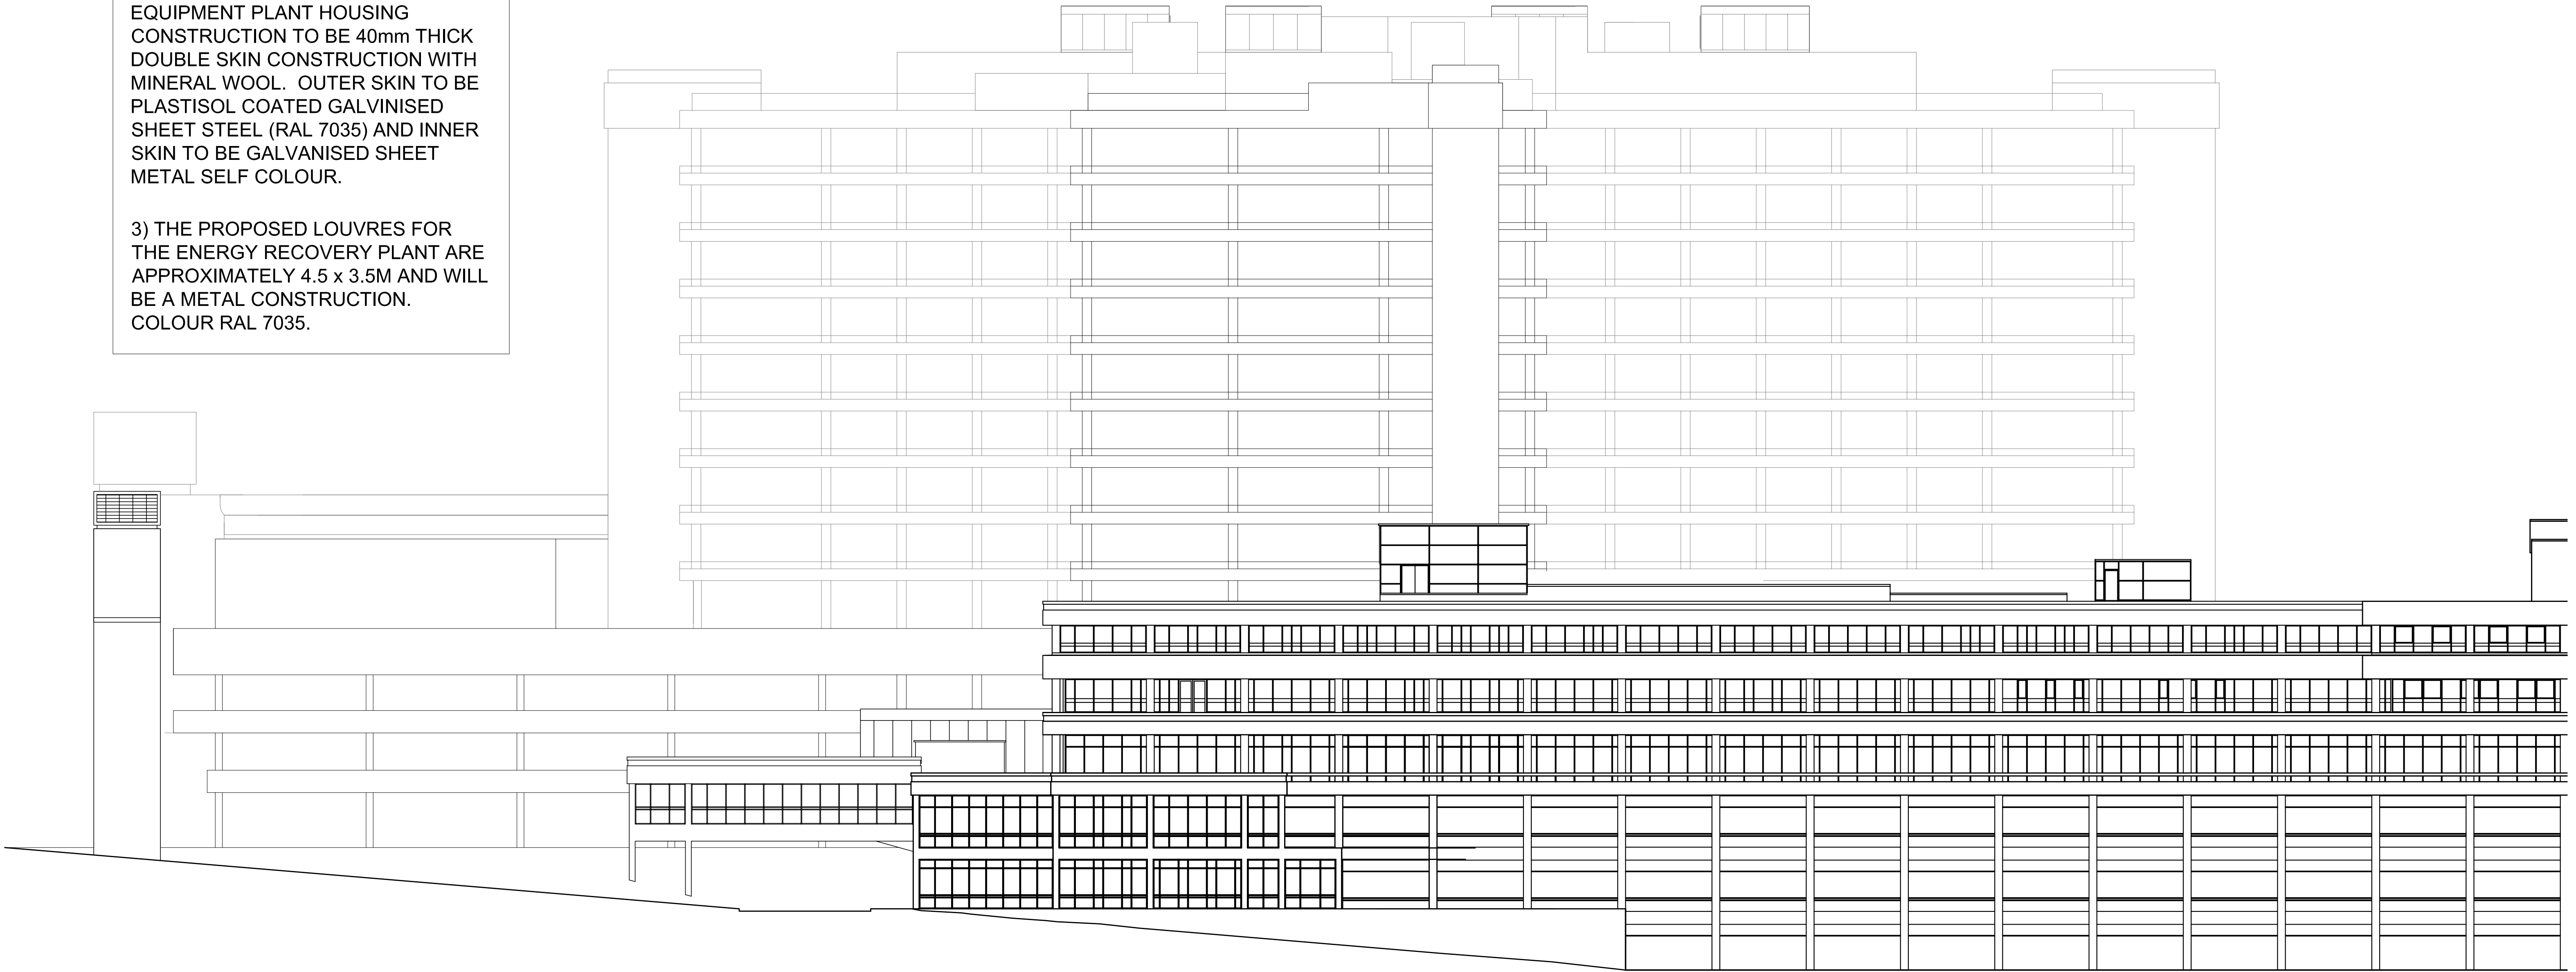 EQUIPMENT PLANT HOUSING
CONSTRUCTION TO BE 40mm THICK
DOUBLE SKIN CONSTRUCTION WITH
MINERAL WOOL. OUTER SKIN TO BE
PLASTISOL COATED GALVINISED
SHEET STEEL (RAL 7035) AND INNER
SKIN TO BE GALVANISED SHEET
METAL SELF COLOUR.
3) THE PROPOSED LOUVRES FOR
THE ENERGY RECOVERY PLANT ARE
APPROXIMATELY 4.5 x 3.5M AND WILL
BE A METAL CONSTRUCTION.
COLOUR RAL 7035.